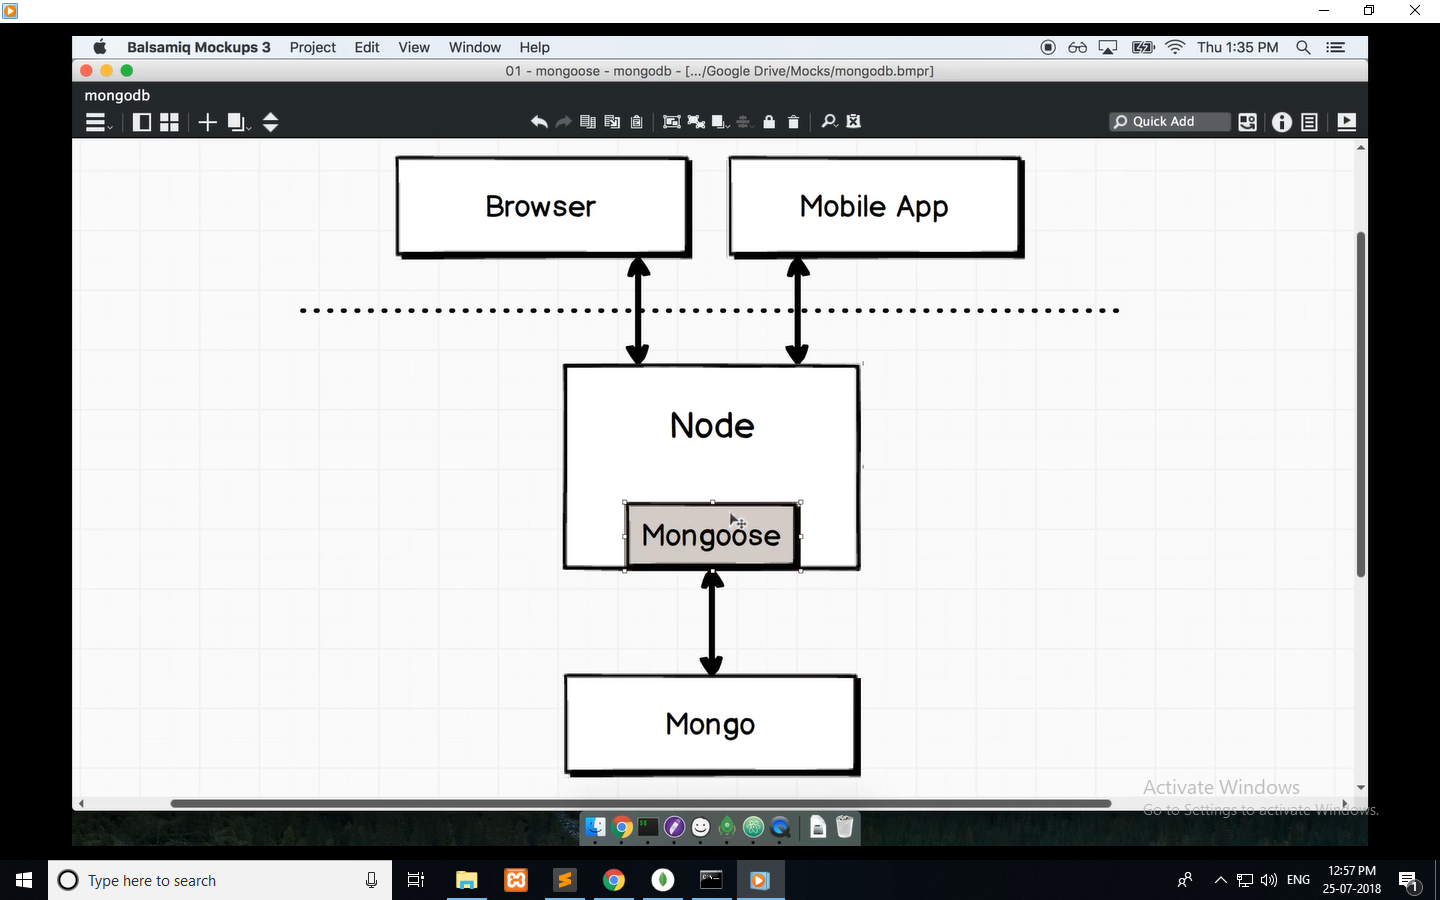 Balsamiq Mockups 3 Project Edit View Window Help Thu 1:35 PM
01 - mongoose - mongodb - [.../Google Drive/Mocks/mongodb.bmpr]
mongodb
Quick Add
Browser
Mobile App
Node
Mongoose
Mongo
Activate Windows
Go to Settings to activate Windows.
Type here to search
ENG
12:57 PM
25-07-2018
1